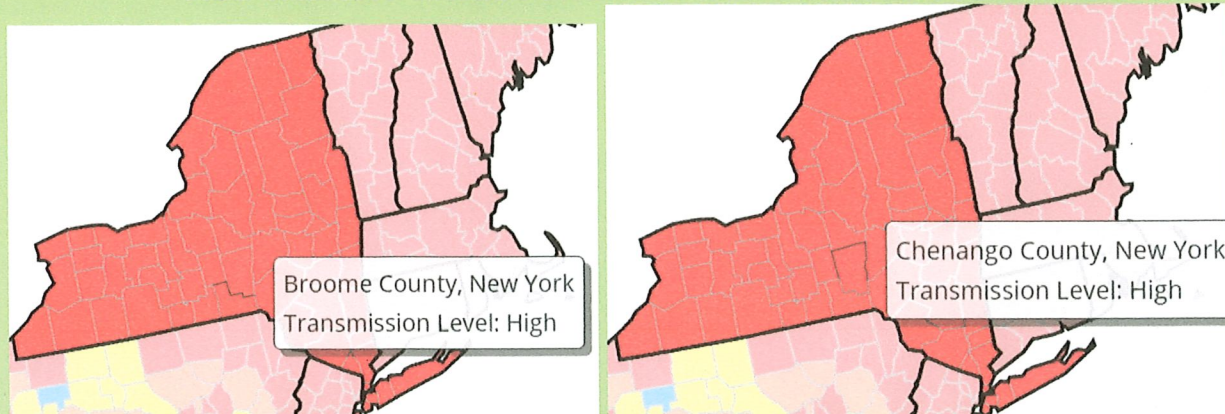 Broome County, New York
Transmission Level: High
Chenango County, New York
Transmission Level: High